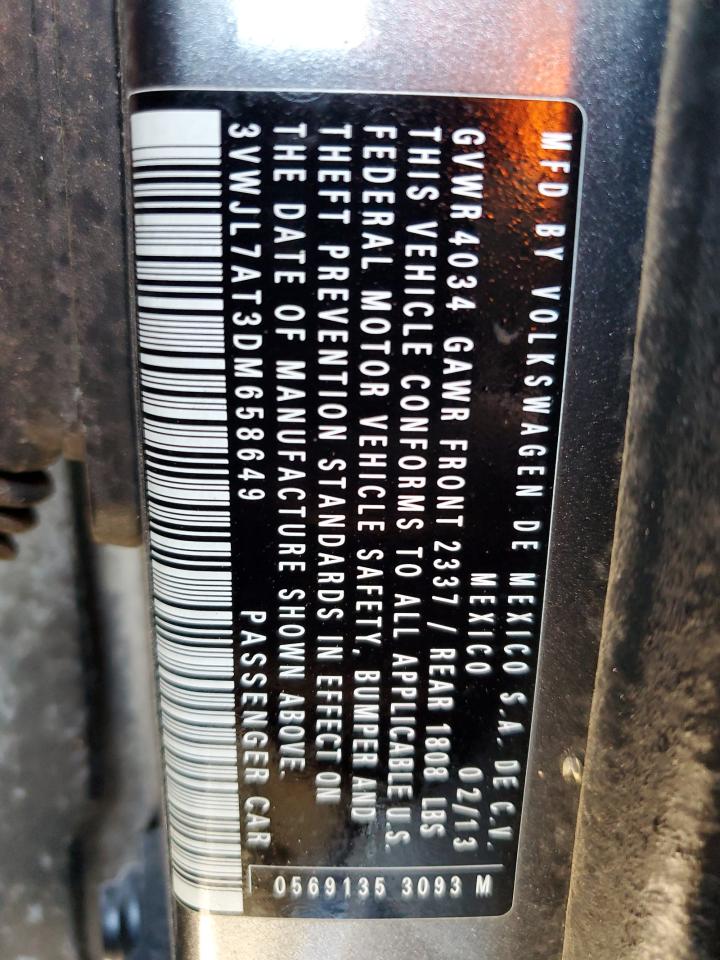 MFD BY VOLKSWAGEN DE MEXICO S.A. DE C.V.
MEXICO 02/13
GVWR 4034 GAWR FRONT 2337 / REAR 1808 LBS
THIS VEHICLE CONFORMS TO ALL APPLICABLE U.S.
FEDERAL MOTOR VEHICLE SAFETY, BUMPER AND
THEFT PREVENTION STANDARDS IN EFFECT ON
THE DATE OF MANUFACTURE SHOWN ABOVE.
3VWJL7AT3DM658649 PASSENGER CAR
0569135 3093 M